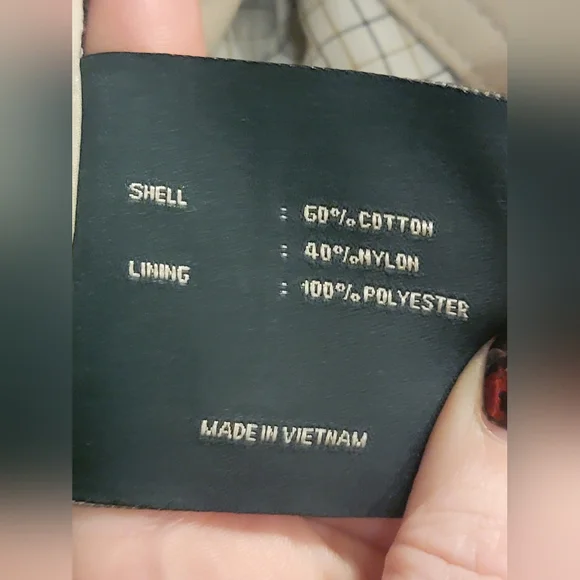 SHELL : 60% COTTON
: 40% NYLON
LINING : 100% POLYESTER
MADE IN VIETNAM